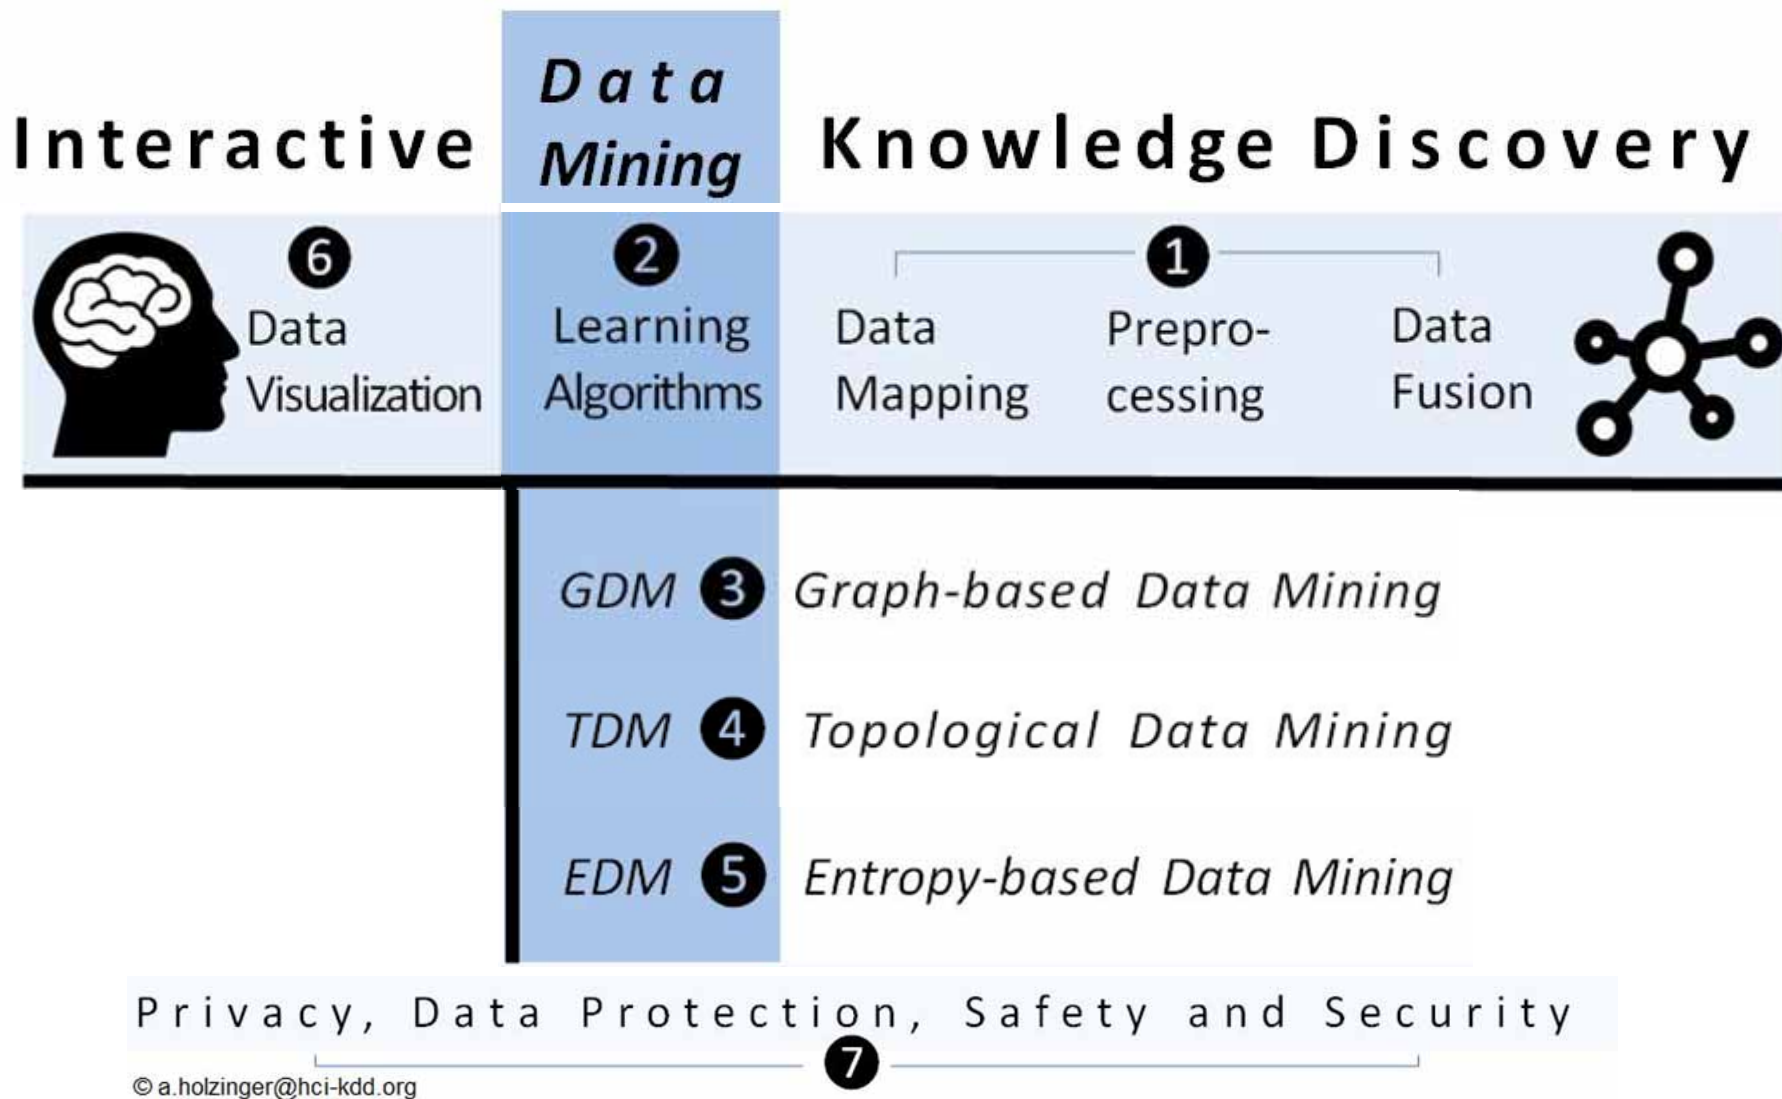 Interactive Data Mining Knowledge Discovery
6 2 1
Data Visualization Learning Algorithms Data Mapping Prepro-cessing Data Fusion
GDM 3 Graph-based Data Mining
TDM 4 Topological Data Mining
EDM 5 Entropy-based Data Mining
Privacy, Data Protection, Safety and Security
7
© a.holzinger@hci-kdd.org